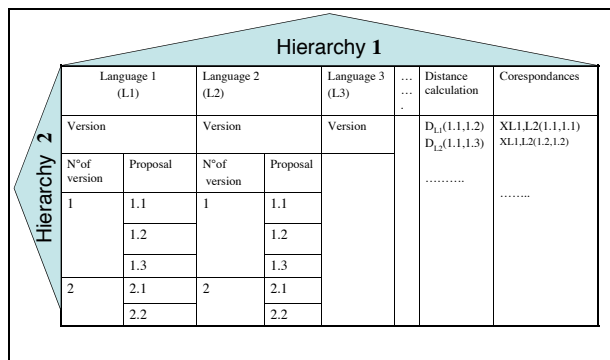 Hierarchy 1
Hierarchy 2
Language 1 Language 2 Language 3 … Distance Corespondances
(L1) (L2) (L3) … calculation
.
Version Version Version D_L1(1.1,1.2) XL1,L2(1.1,1.1)
D_L2(1.1,1.3) XL1,L2(1.2,1.2)
N°of Proposal N°of Proposal
version version
……….
……..
1 1.1 1 1.1
1.2 1.2
1.3 1.3
2 2.1 2 2.1
2.2 2.2